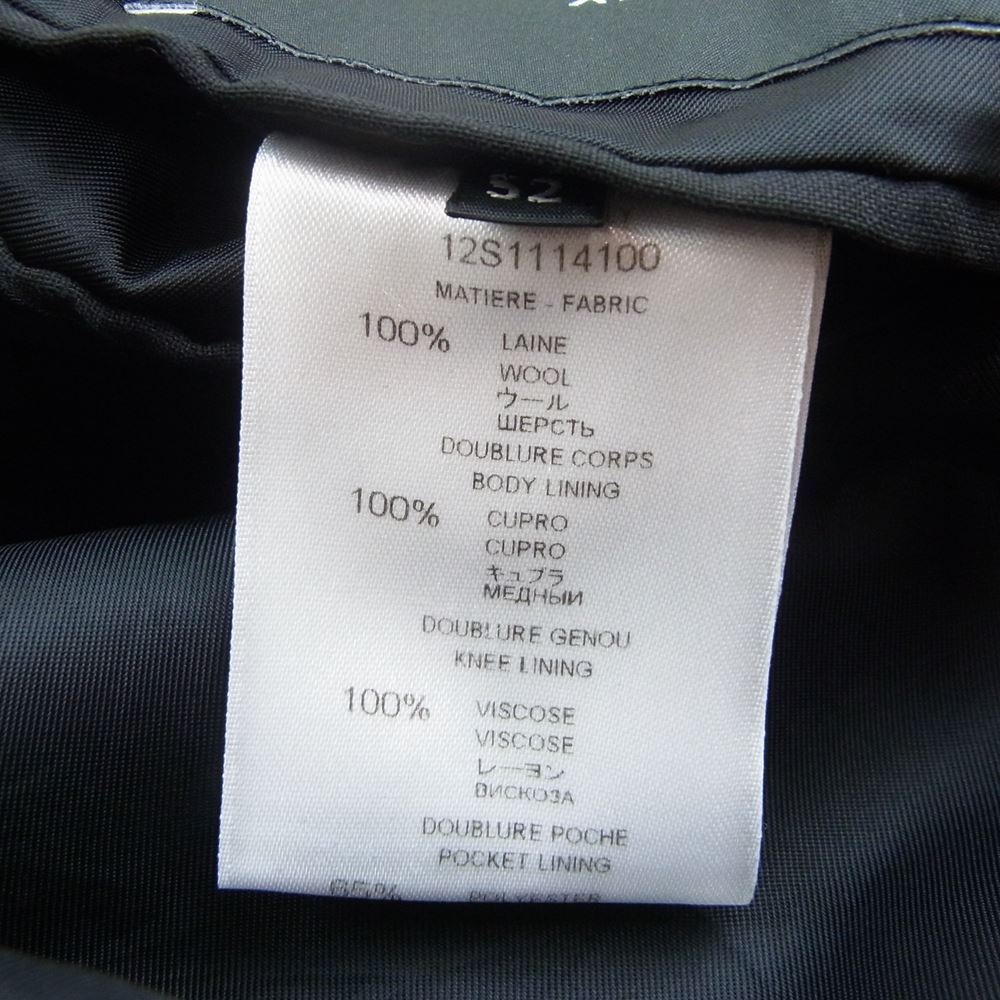 52
12S1114100
MATIERE - FABRIC
100% LAINE
WOOL
ウール
ШЕРСТЬ
DOUBLURE CORPS
BODY LINING
100% CUPRO
CUPRO
キュプラ
МЕДНЫЙ
DOUBLURE GENOU
KNEE LINING
100% VISCOSE
VISCOSE
レーヨン
ВИСКОЗА
DOUBLURE POCHE
POCKET LINING
65% POLYESTER